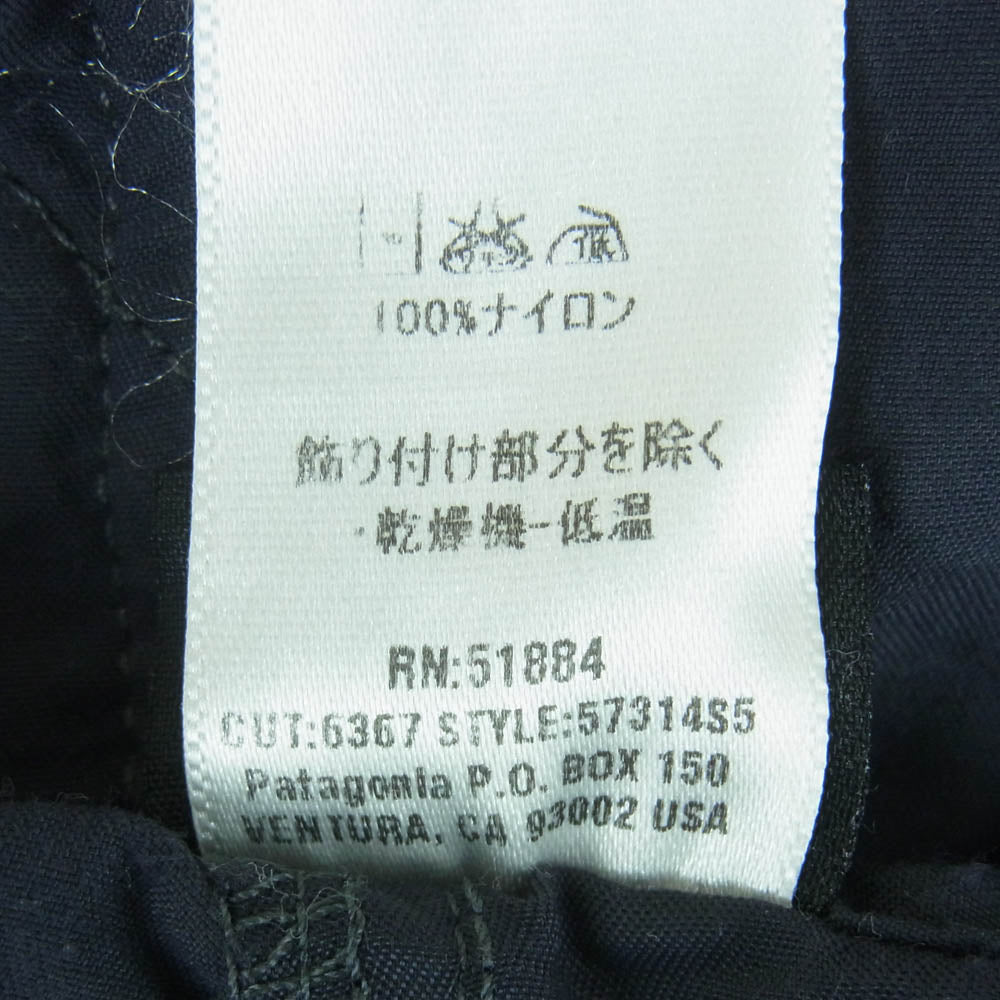 低
100%ナイロン
飾り付け部分を除く
・乾燥機-低温
RN:51884
CUT:6367 STYLE:57314S5
Patagonia P.O. BOX 150
VENTURA, CA 93002 USA